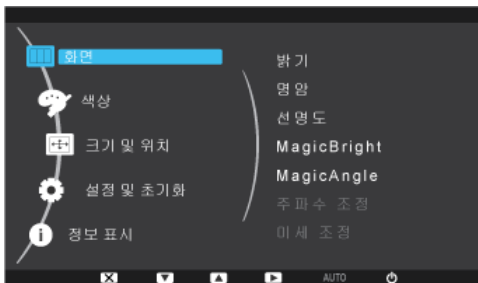 화면
색상
크기 및 위치
설정 및 초기화
정보 표시
밝기
명암
선명도
MagicBright
MagicAngle
주파수 조정
미세 조정
AUTO